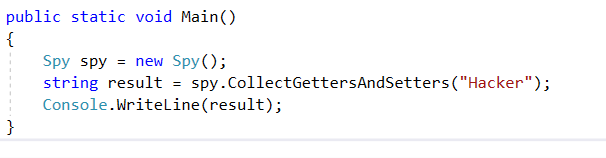 public static void Main()
{
    Spy spy = new Spy();
    string result = spy.CollectGettersAndSetters("Hacker");
    Console.WriteLine(result);
}